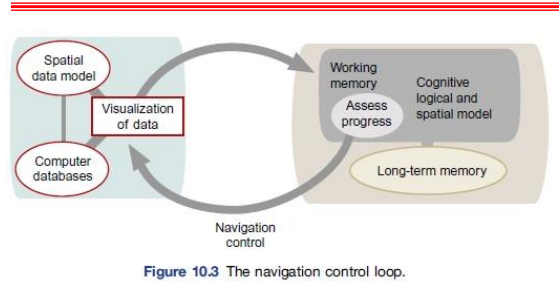 Spatial
data model
Visualization
of data
Computer
databases
Working
memory
Assess
progress
Cognitive
logical and
spatial model
Long-term memory
Navigation
control
Figure 10.3 The navigation control loop.